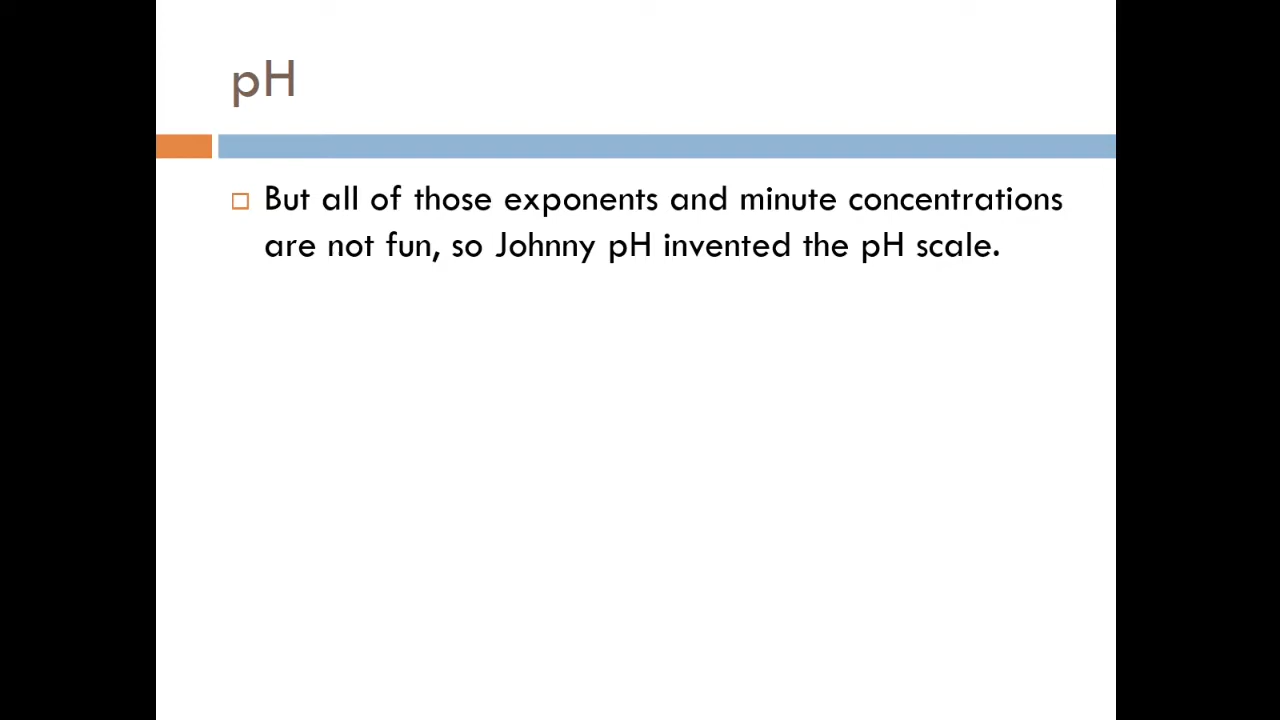 pH
But all of those exponents and minute concentrations
are not fun, so Johnny pH invented the pH scale.